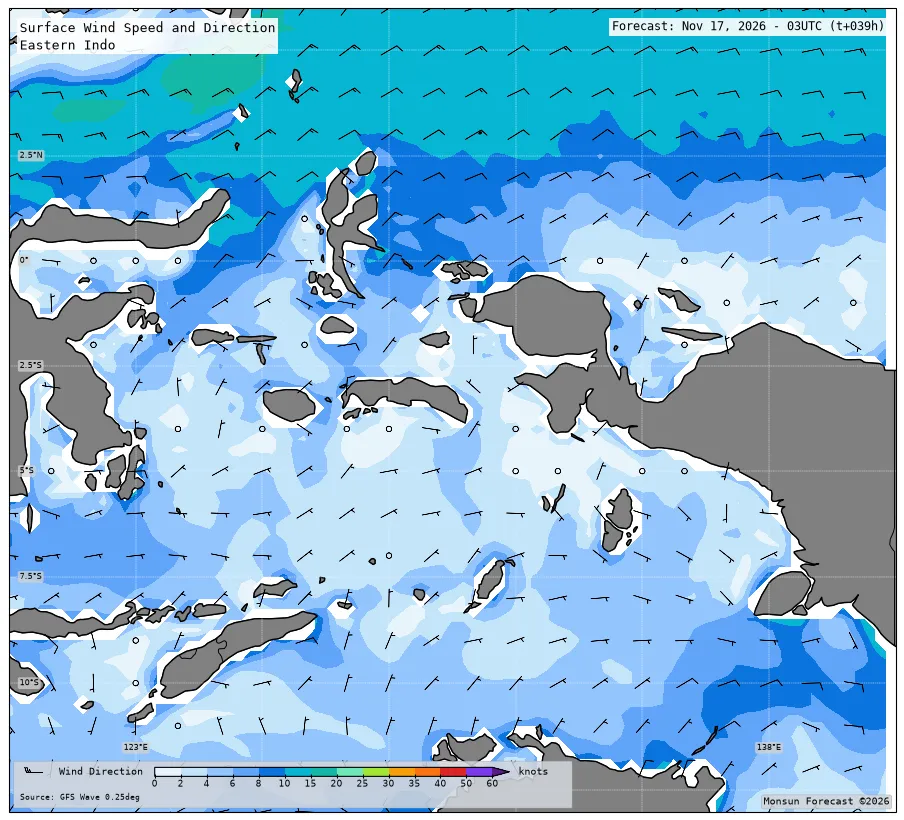 Surface Wind Speed and Direction
Eastern Indo
Forecast: Nov 17, 2026 - 03UTC (t+039h)
2.5°N
0°
2.5°S
5°S
7.5°S
10°S
123°E
138°E
Wind Direction
knots
0 2 4 6 8 10 15 20 25 30 35 40 50 60
Source: GFS Wave 0.25deg
Monsun Forecast ©2026